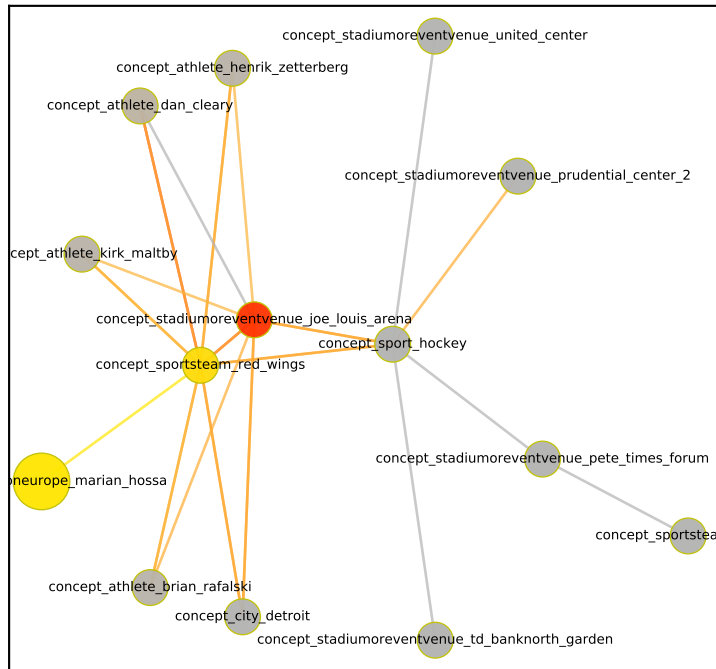 concept_stadiumoreventvenue_united_center
concept_athlete_henrik_zetterberg
concept_athlete_dan_cleary
concept_stadiumoreventvenue_prudential_center_2
cept_athlete_kirk_maltby
concept_stadiumoreventvenue_joe_louis_arena
concept_sport_hockey
concept_sportsteam_red_wings
concept_stadiumoreventvenue_pete_times_forum
oneurope_marian_hossa
concept_sportstea
concept_athlete_brian_rafalski
concept_city_detroit
concept_stadiumoreventvenue_td_banknorth_garden